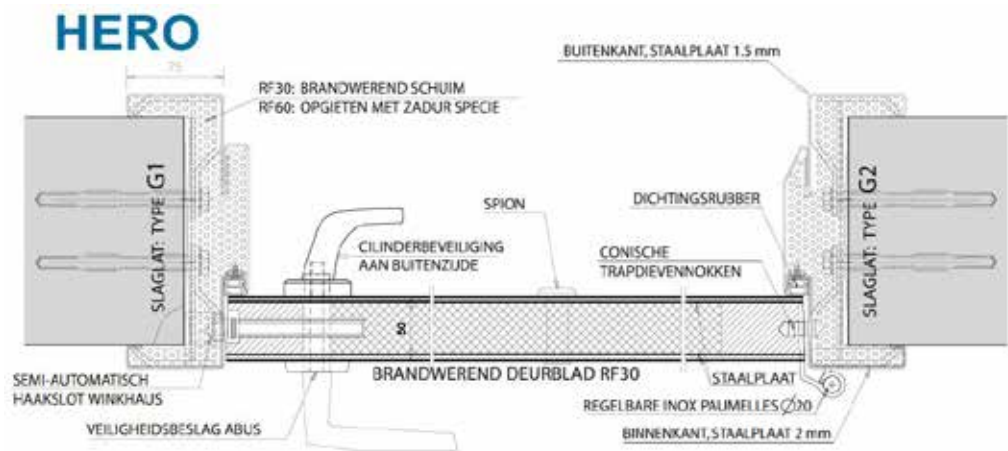 HERO
75
BUITENKANT, STAALPLAAT 1.5 mm
RF30: BRANDWEREND SCHUIM
RF60: OPGIETEN MET ZADUR SPECIE
SLAGLAT: TYPE G1
SLAGLAT: TYPE G2
SPION
DICHTINGSRUBBER
CILINDERBEVEILIGING
AAN BUITENZIJDE
CONISCHE
TRAPDIEVENNOKKEN
50
BRANDWEREND DEURBLAD RF30
SEMI-AUTOMATISCH
HAAKSLOT WINKHAUS
STAALPLAAT
REGELBARE INOX PAUMELLES Ø20
VEILIGHEIDSBESLAG ABUS
BINNENKANT, STAALPLAAT 2 mm